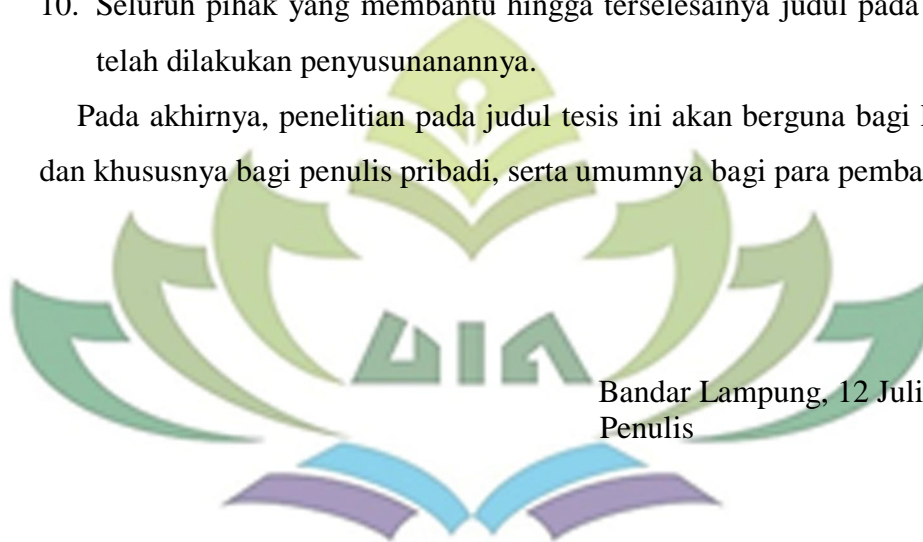 10. Seluruh pihak yang membantu hingga terselesainya judul pada
telah dilakukan penyusunanannya.
Pada akhirnya, penelitian pada judul tesis ini akan berguna bagi
dan khususnya bagi penulis pribadi, serta umumnya bagi para
UIN
Bandar Lampung, 12 Juli
Penulis